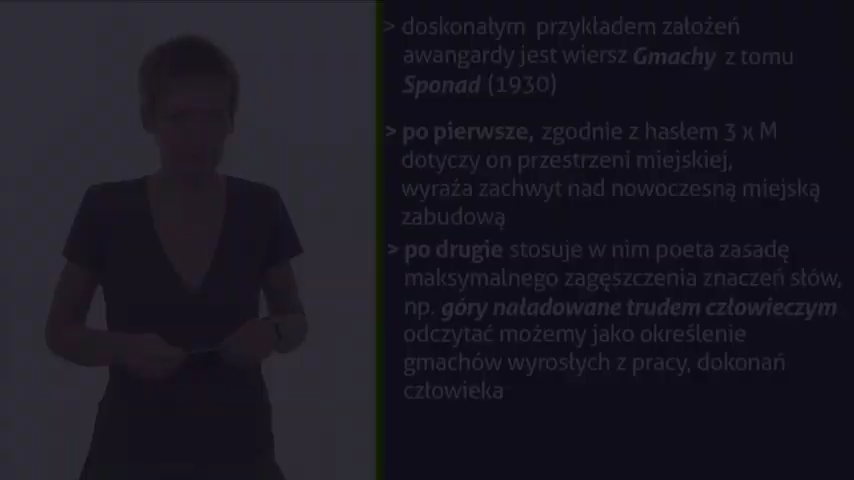 > doskonałym przykładem założeń
awangardy jest wiersz Gmachy z tomu
Sponad (1930)
> po pierwsze, zgodnie z hasłem 3 x M
dotyczy on przestrzeni miejskiej,
wyraża zachwyt nad nowoczesną miejską
zabudową
> po drugie stosuje w nim poeta zasadę
maksymalnego zagęszczenia znaczeń słów,
np. góry naładowane trudem człowieczym
odczytać możemy jako określenie
gmachów wyrosłych z pracy, dokonań
człowieka